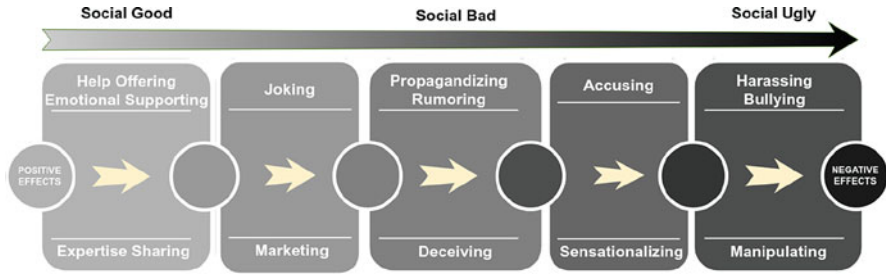 Social Good
Social Bad
Social Ugly
Help Offering
Emotional Supporting
Joking
Propagandizing
Rumoring
Accusing
Harassing
Bullying
POSITIVE
EFFECTS
NEGATIVE
EFFECTS
Expertise Sharing
Marketing
Deceiving
Sensationalizing
Manipulating